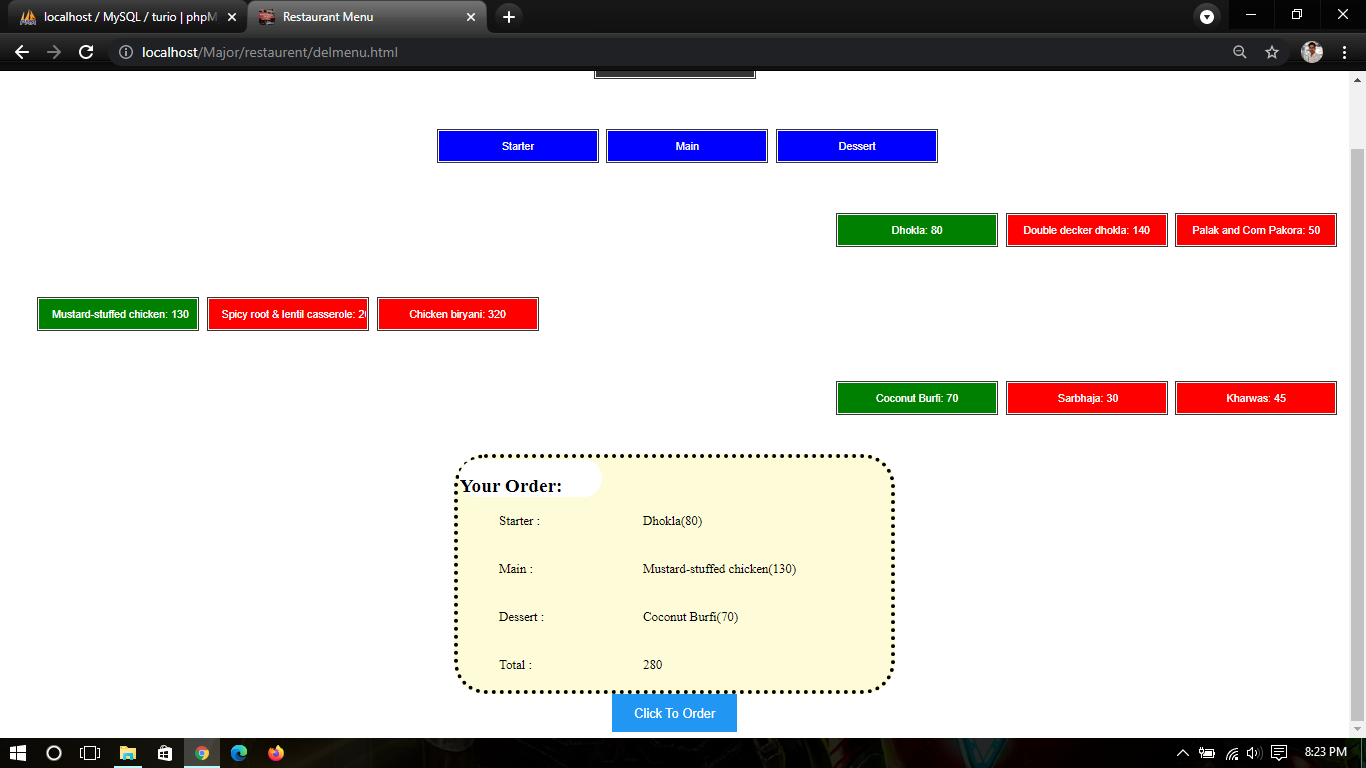 localhost / MySQL / turio | phpM
Restaurant Menu
localhost/Major/restaurent/delmenu.html
Starter Main Dessert
Dhokla: 80 Double decker dhokla: 140 Palak and Corn Pakora: 50
Mustard-stuffed chicken: 130 Spicy root & lentil casserole: 20 Chicken biryani: 320
Coconut Burfi: 70 Sarbhaja: 30 Kharwas: 45
Your Order:
Starter : Dhokla(80)
Main : Mustard-stuffed chicken(130)
Dessert : Coconut Burfi(70)
Total : 280
Click To Order
8:23 PM